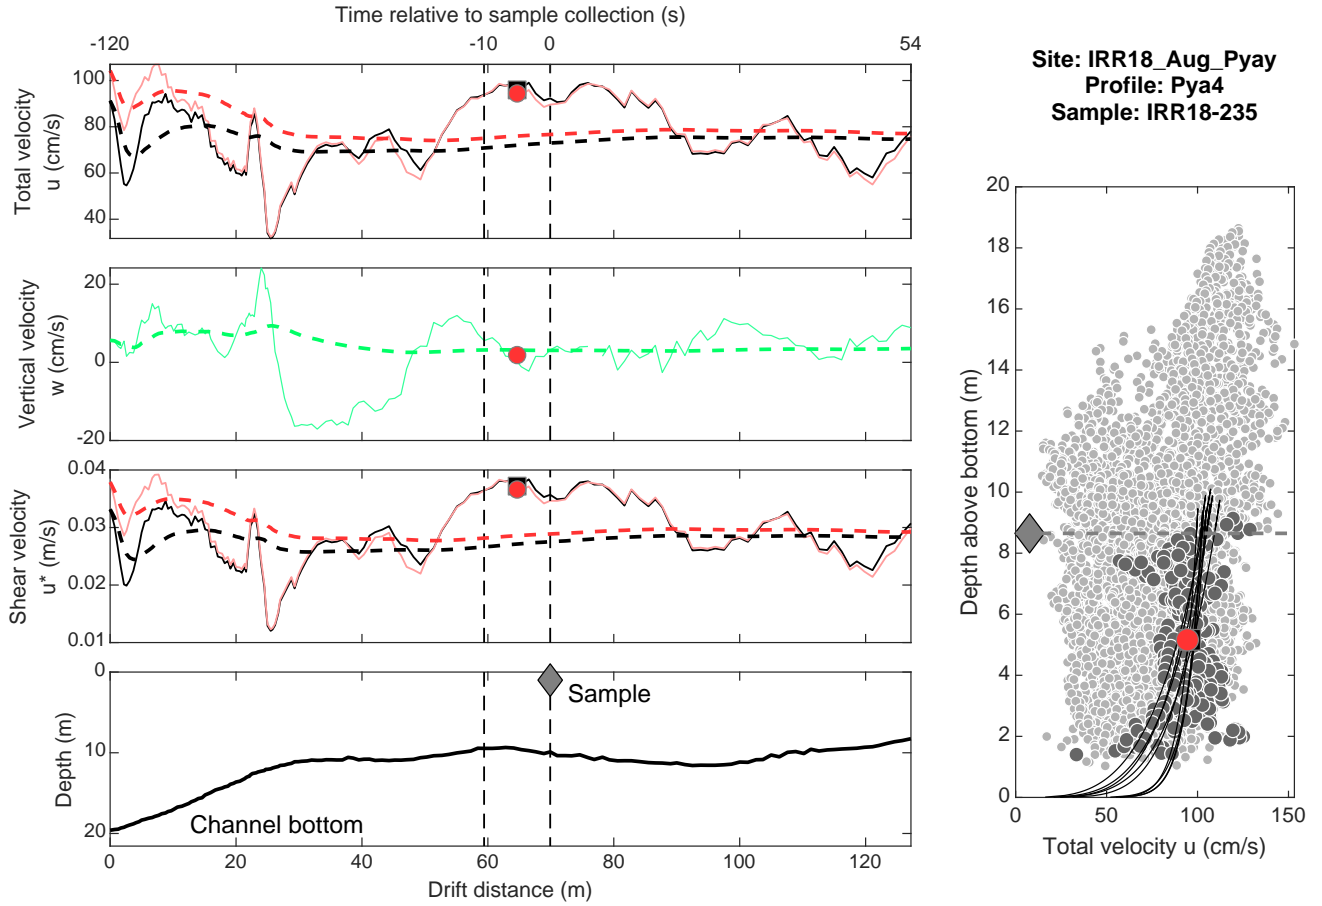 Time relative to sample collection (s)
-120
-10
0
54
Total velocity
u (cm/s)
100
80
60
40
Vertical velocity
w (cm/s)
20
0
-20
Shear velocity
u* (m/s)
0.04
0.03
0.02
0.01
Depth (m)
0
10
20
Sample
Channel bottom
0
20
40
60
80
100
120
Drift distance (m)
Site: IRR18_Aug_Pyay
Profile: Pya4
Sample: IRR18-235
Depth above bottom (m)
20
18
16
14
12
10
8
6
4
2
0
0
50
100
150
Total velocity u (cm/s)